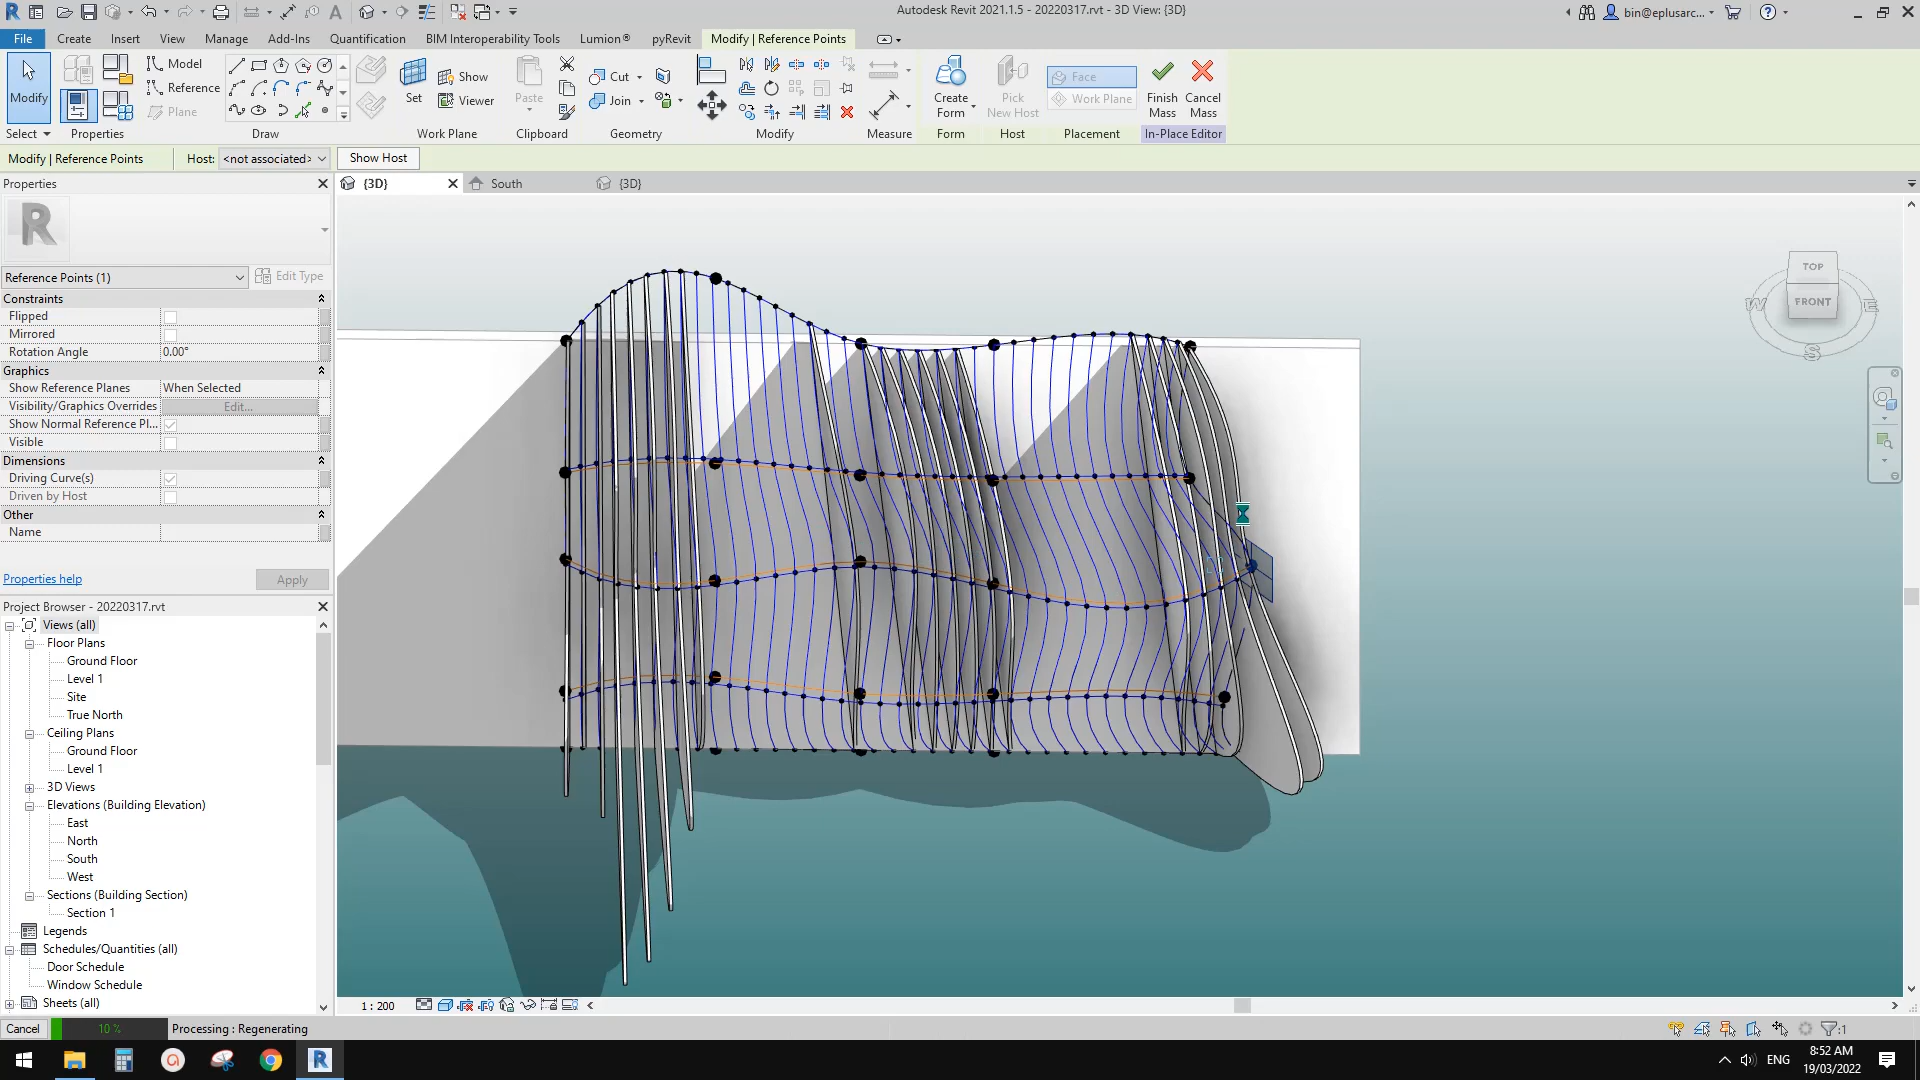 Autodesk Revit 2021.1.5 - 20220317.rvt - 3D View: {3D}
bin@eplusarc...
File Create Insert View Manage Add-Ins Quantification BIM Interoperability Tools Lumion® pyRevit Modify | Reference Points
Modify
Select
Properties
Model
Reference
Plane
Draw
Set
Show
Viewer
Work Plane
Paste
Clipboard
Cut
Join
Geometry
Modify
Measure
Create Form
Form
Pick New Host
Host
Face
Work Plane
Placement
Finish Mass
Cancel Mass
In-Place Editor
Modify | Reference Points Host: <not associated> Show Host
Properties
{3D} South {3D}
R
Reference Points (1) Edit Type
Constraints
Flipped
Mirrored
Rotation Angle 0.00°
Graphics
Show Reference Planes When Selected
Visibility/Graphics Overrides Edit...
Show Normal Reference Pl...
Visible
Dimensions
Driving Curve(s)
Driven by Host
Other
Name
Properties help Apply
TOP
FRONT
W
E
S
Project Browser - 20220317.rvt
Views (all)
Floor Plans
Ground Floor
Level 1
Site
True North
Ceiling Plans
Ground Floor
Level 1
3D Views
Elevations (Building Elevation)
East
North
South
West
Sections (Building Section)
Section 1
Legends
Schedules/Quantities (all)
Door Schedule
Window Schedule
Sheets (all)
1 : 200
Cancel 10 % Processing : Regenerating
:1
ENG
8:52 AM
19/03/2022